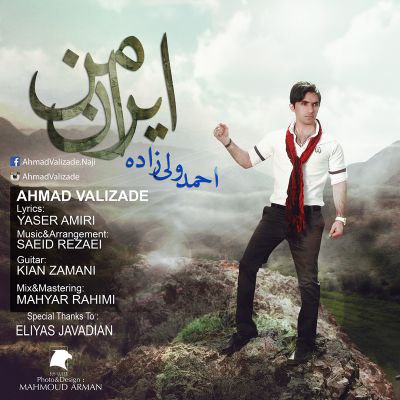 ایران من
احمد ولی زاده
AhmadValizade.Naji
AhmadValizade
AHMAD VALIZADE
Lyrics:
YASER AMIRI
Music&Arrangement:
SAEID REZAEI
Guitar:
KIAN ZAMANI
Mix&Mastering:
MAHYAR RAHIMI
Special Thanks To :
ELIYAS JAVADIAN
Photo&Design :
MAHMOUD ARMAN